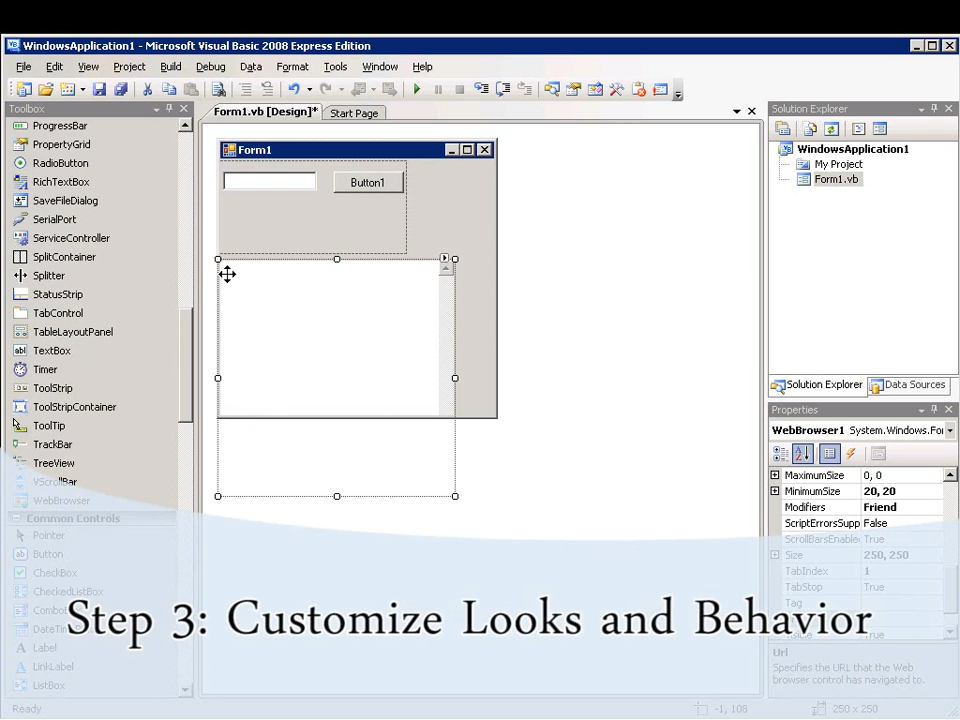 WindowsApplication1 - Microsoft Visual Basic 2008 Express Edition
File Edit View Project Build Debug Data Format Tools Window Help
Toolbox
ProgressBar
PropertyGrid
RadioButton
RichTextBox
SaveFileDialog
SerialPort
ServiceController
SplitContainer
Splitter
StatusStrip
TabControl
TableLayoutPanel
TextBox
Timer
ToolStrip
ToolStripContainer
ToolTip
TrackBar
TreeView
VScrollBar
WebBrowser
Common Controls
Pointer
Button
CheckBox
CheckedListBox
Label
LinkLabel
ListBox
Form1.vb [Design]* Start Page
Form1
Button1
Solution Explorer
WindowsApplication1
My Project
Form1.vb
Solution Explorer Data Sources
Properties
WebBrowser1 System.Windows.For
MaximumSize 0, 0
MinimumSize 20, 20
Modifiers Friend
ScriptErrorsSupp False
ScrollBarsEnable True
Size 250, 250
TabIndex 1
TabStop True
Tag
True
Url
Specifies the URL that the Web
browser control has navigated to.
Step 3: Customize Looks and Behavior
Ready -1, 108 250 x 250